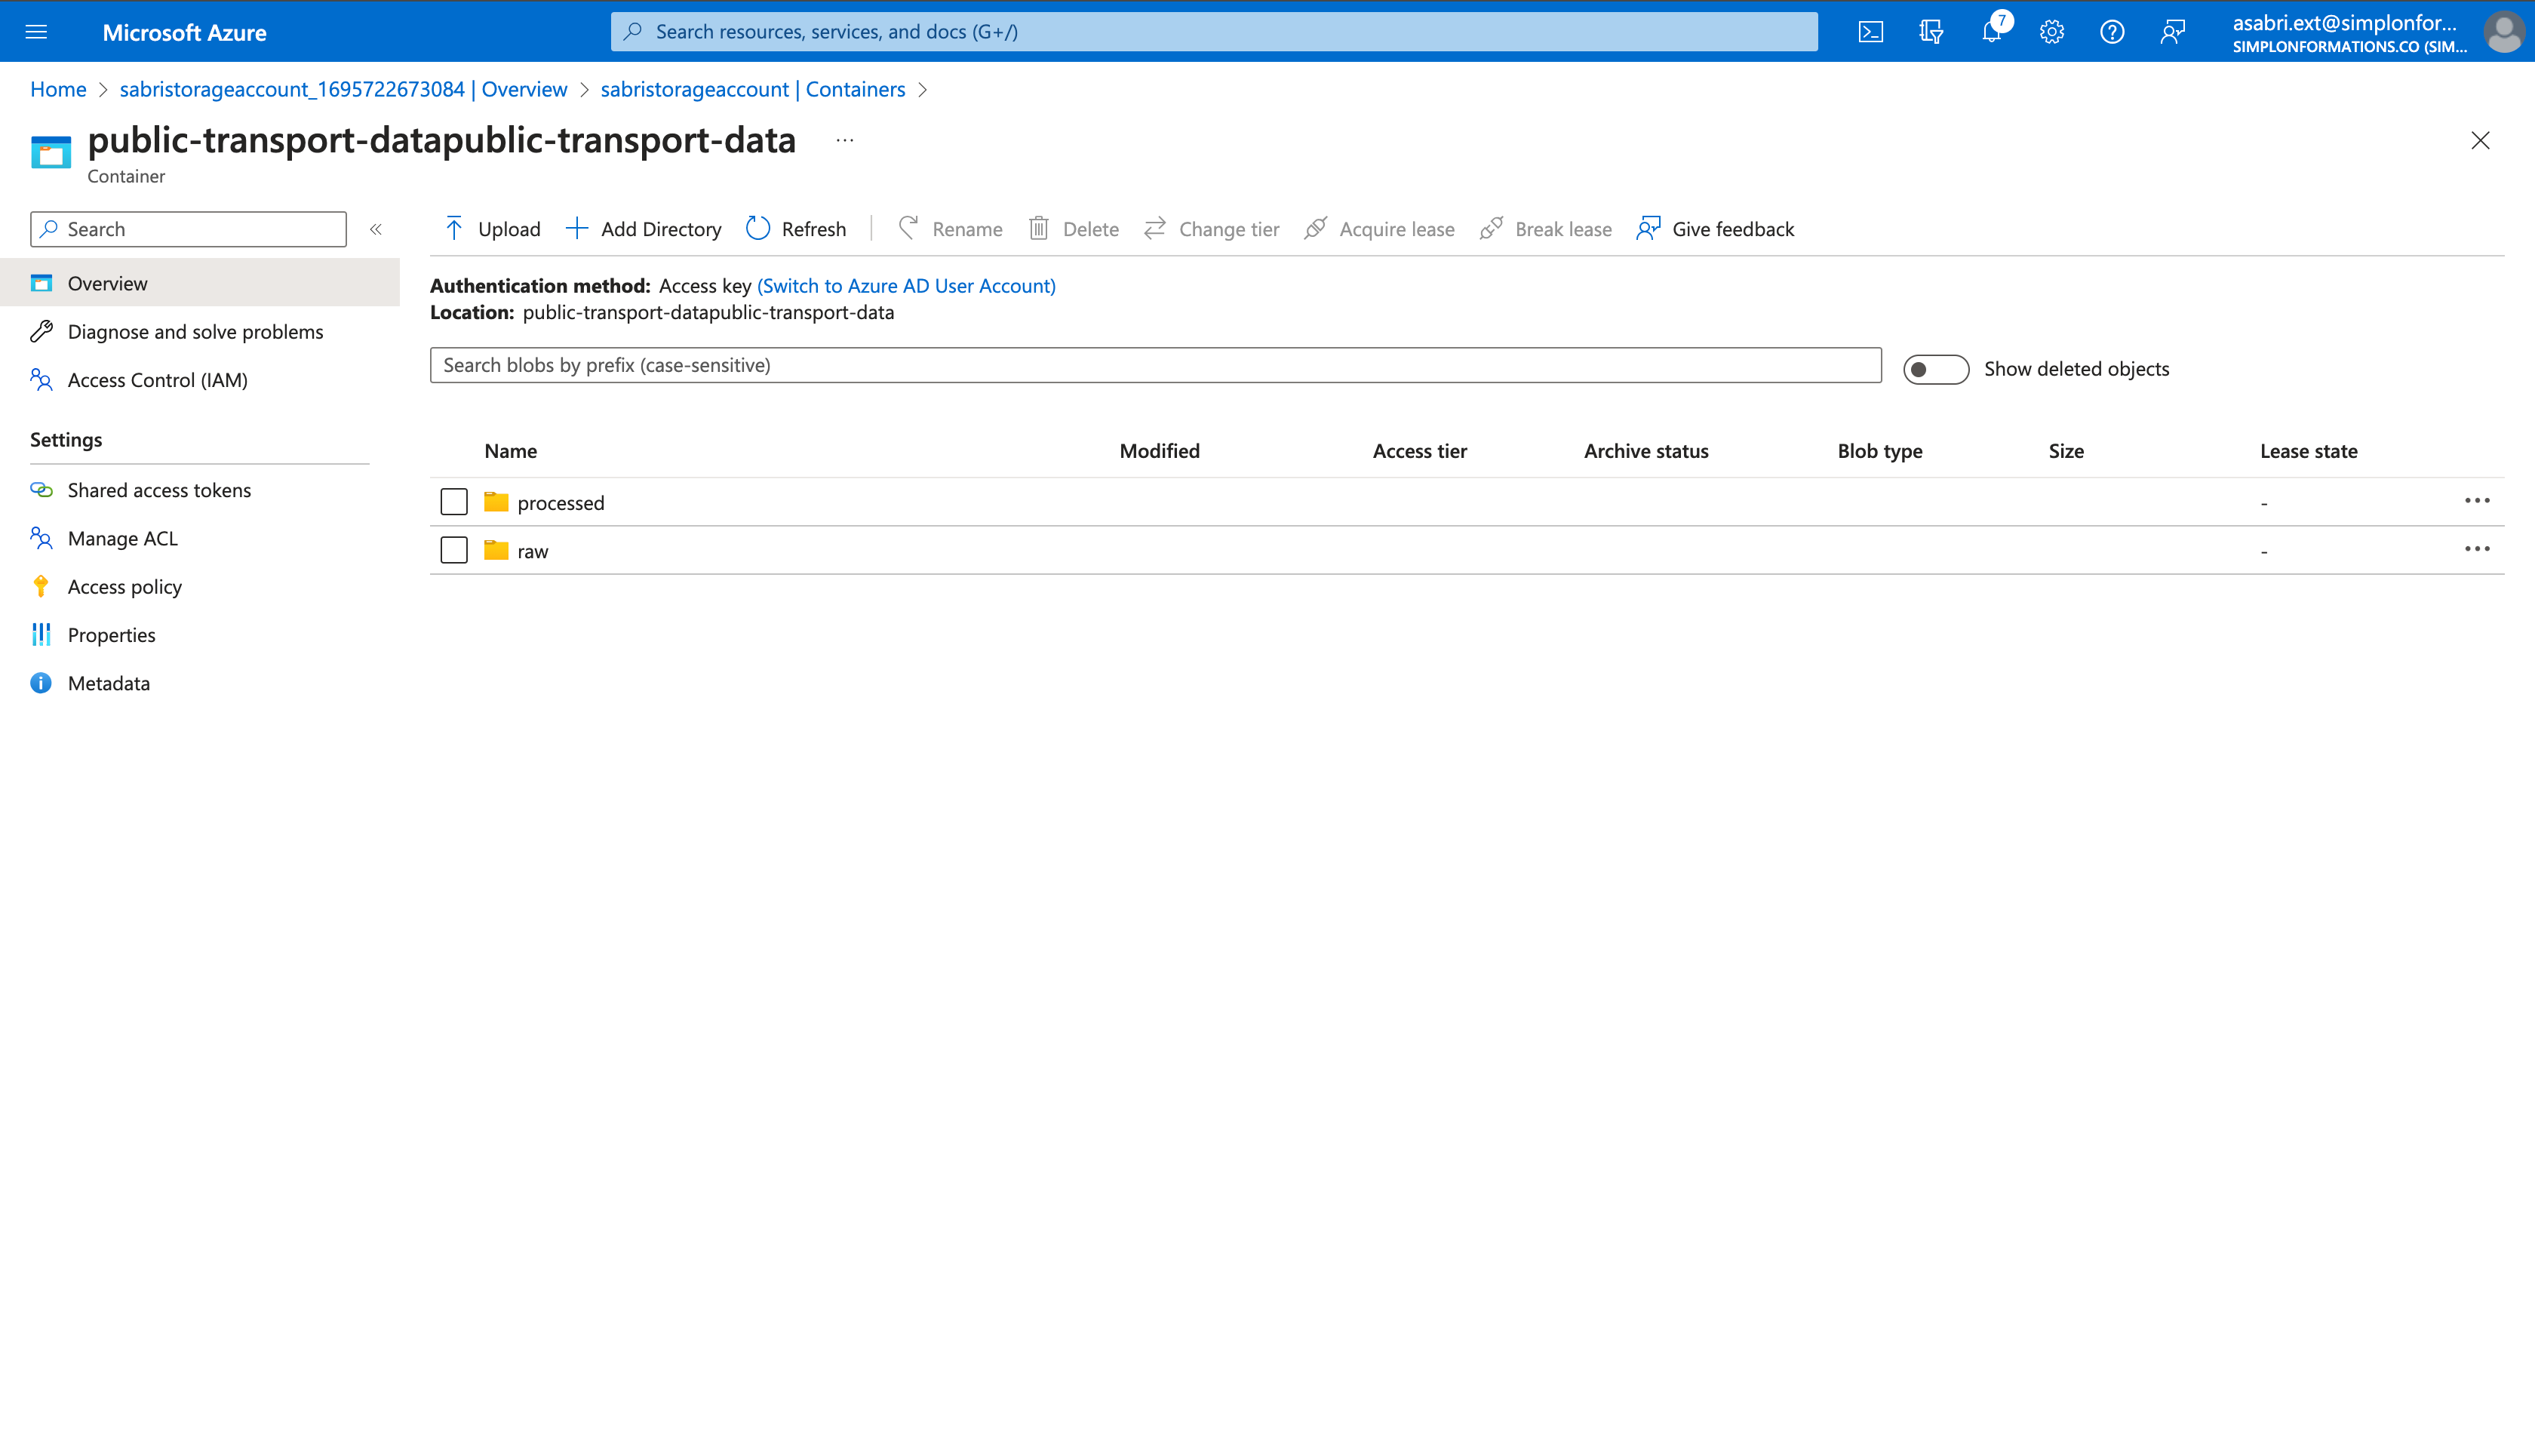 Microsoft Azure
Search resources, services, and docs (G+/)
7
asabri.ext@simplonfor...
SIMPLONFORMATIONS.CO (SIM...
Home > sabristorageaccount_1695722673084 | Overview > sabristorageaccount | Containers >
public-transport-datapublic-transport-data ...
Container
Search
«
Upload
Add Directory
Refresh
Rename
Delete
Change tier
Acquire lease
Break lease
Give feedback
Overview
Diagnose and solve problems
Access Control (IAM)
Settings
Shared access tokens
Manage ACL
Access policy
Properties
Metadata
Authentication method: Access key (Switch to Azure AD User Account)
Location: public-transport-datapublic-transport-data
Search blobs by prefix (case-sensitive)
Show deleted objects
Name Modified Access tier Archive status Blob type Size Lease state
processed - ...
raw - ...